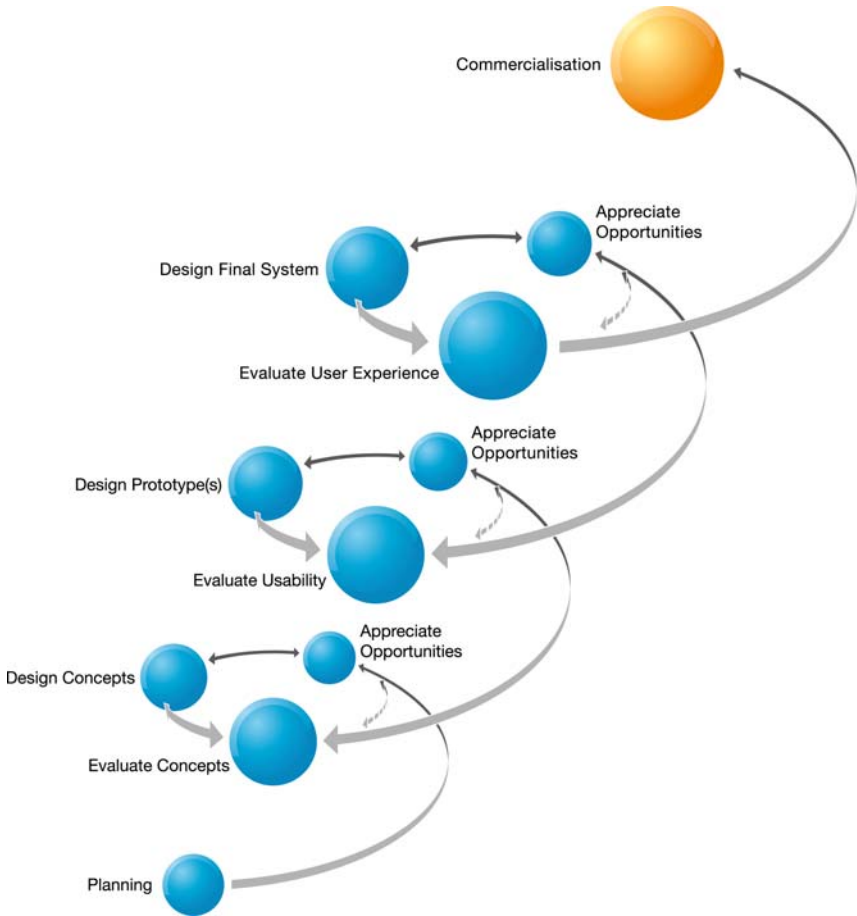 Commercialisation
Appreciate
Opportunities
Design Final System
Evaluate User Experience
Appreciate
Opportunities
Design Prototype(s)
Evaluate Usability
Appreciate
Opportunities
Design Concepts
Evaluate Concepts
Planning